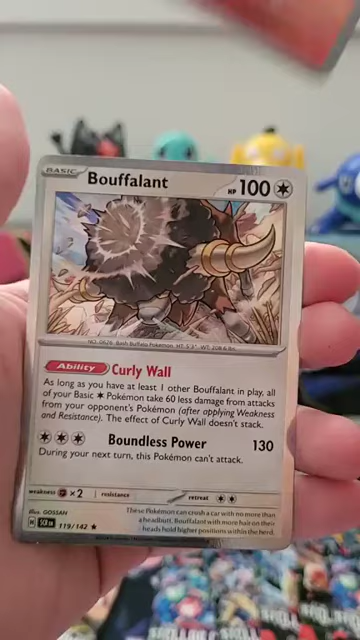 BASIC
Bouffalant
HP 100
NO. 0626 Bash Buffalo Pokémon HT: 5'3" WT: 208.6 lbs.
Ability Curly Wall
As long as you have at least 1 other Bouffalant in play, all
of your Basic Pokémon take 60 less damage from attacks
from your opponent's Pokémon (after applying Weakness
and Resistance). The effect of Curly Wall doesn't stack.
Boundless Power 130
During your next turn, this Pokémon can't attack.
weakness ×2 resistance retreat
Illus. GOSSAN
These Pokémon can crush a car with no more than
a headbutt. Bouffalant with more hair on their
heads hold higher positions within the herd.
H SCR EN 119/142 ★